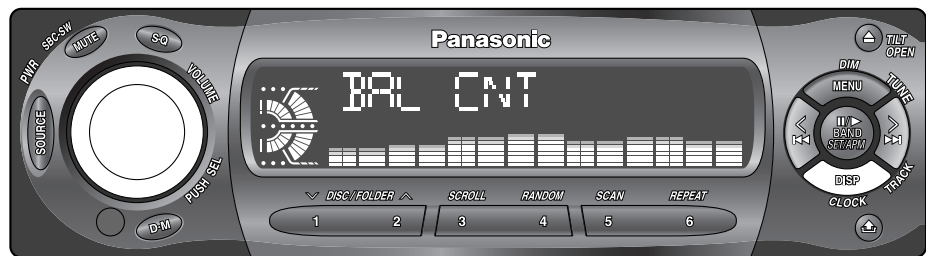 Panasonic
PWR
SBC-SW
MUTE
S·Q
VOLUME
SOURCE
PUSH SEL
D·M
BAL CNT
DISC/FOLDER
SCROLL
RANDOM
SCAN
REPEAT
1
2
3
4
5
6
TILT
OPEN
DIM
MENU
TUNE
BAND
SET/APM
DISP
TRACK
CLOCK